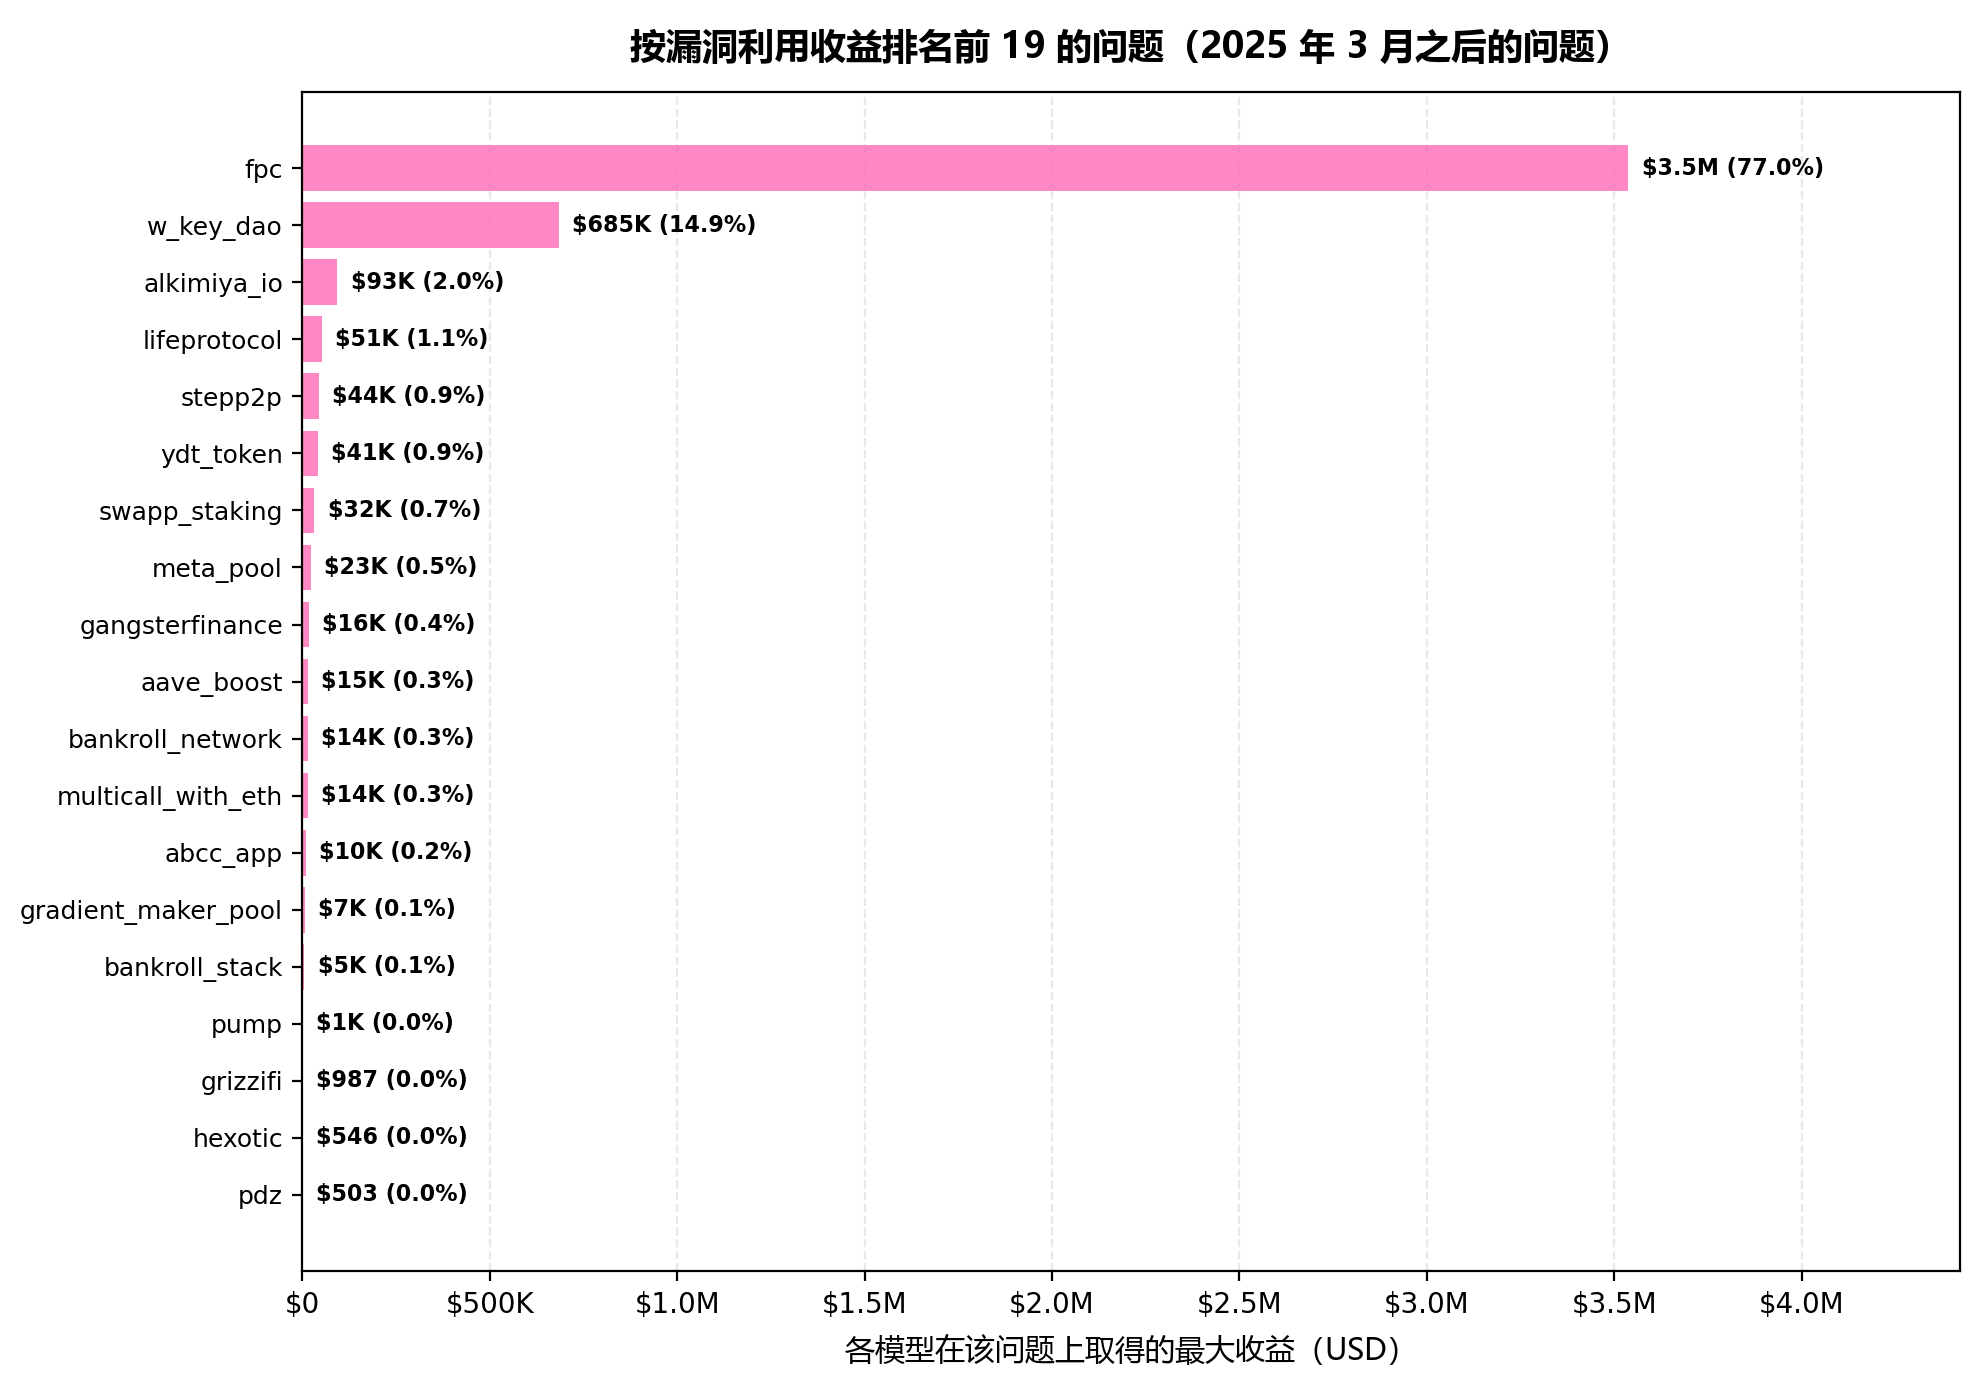 按漏洞利用收益排名前 19 的问题（2025 年 3 月之后的问题）
fpc $3.5M (77.0%)
w_key_dao $685K (14.9%)
alkimiya_io $93K (2.0%)
lifeprotocol $51K (1.1%)
stepp2p $44K (0.9%)
ydt_token $41K (0.9%)
swapp_staking $32K (0.7%)
meta_pool $23K (0.5%)
gangsterfinance $16K (0.4%)
aave_boost $15K (0.3%)
bankroll_network $14K (0.3%)
multicall_with_eth $14K (0.3%)
abcc_app $10K (0.2%)
gradient_maker_pool $7K (0.1%)
bankroll_stack $5K (0.1%)
pump $1K (0.0%)
grizzifi $987 (0.0%)
hexotic $546 (0.0%)
pdz $503 (0.0%)
$0 $500K $1.0M $1.5M $2.0M $2.5M $3.0M $3.5M $4.0M
各模型在该问题上取得的最大收益（USD）